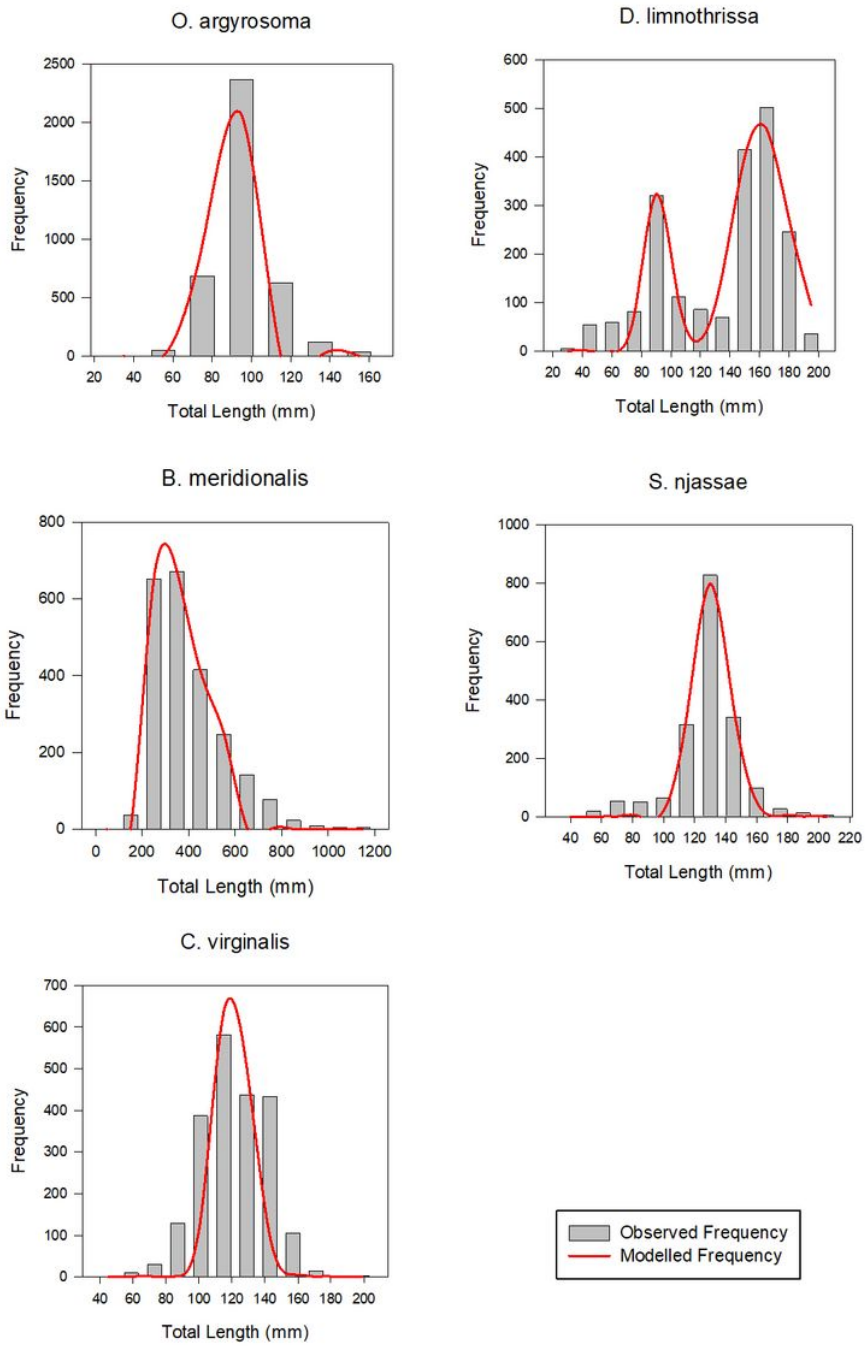 O. argyrosoma
2500
2000
1500
1000
500
0
Frequency
20 40 60 80 100 120 140 160
Total Length (mm)
D. limnothrissa
600
500
400
300
200
100
0
Frequency
20 40 60 80 100 120 140 160 180 200
Total Length (mm)
B. meridionalis
800
600
400
200
0
Frequency
0 200 400 600 800 1000 1200
Total Length (mm)
S. njassae
1000
800
600
400
200
0
Frequency
40 60 80 100 120 140 160 180 200 220
Total Length (mm)
C. virginalis
700
600
500
400
300
200
100
0
Frequency
40 60 80 100 120 140 160 180 200
Total Length (mm)
Observed Frequency
Modelled Frequency